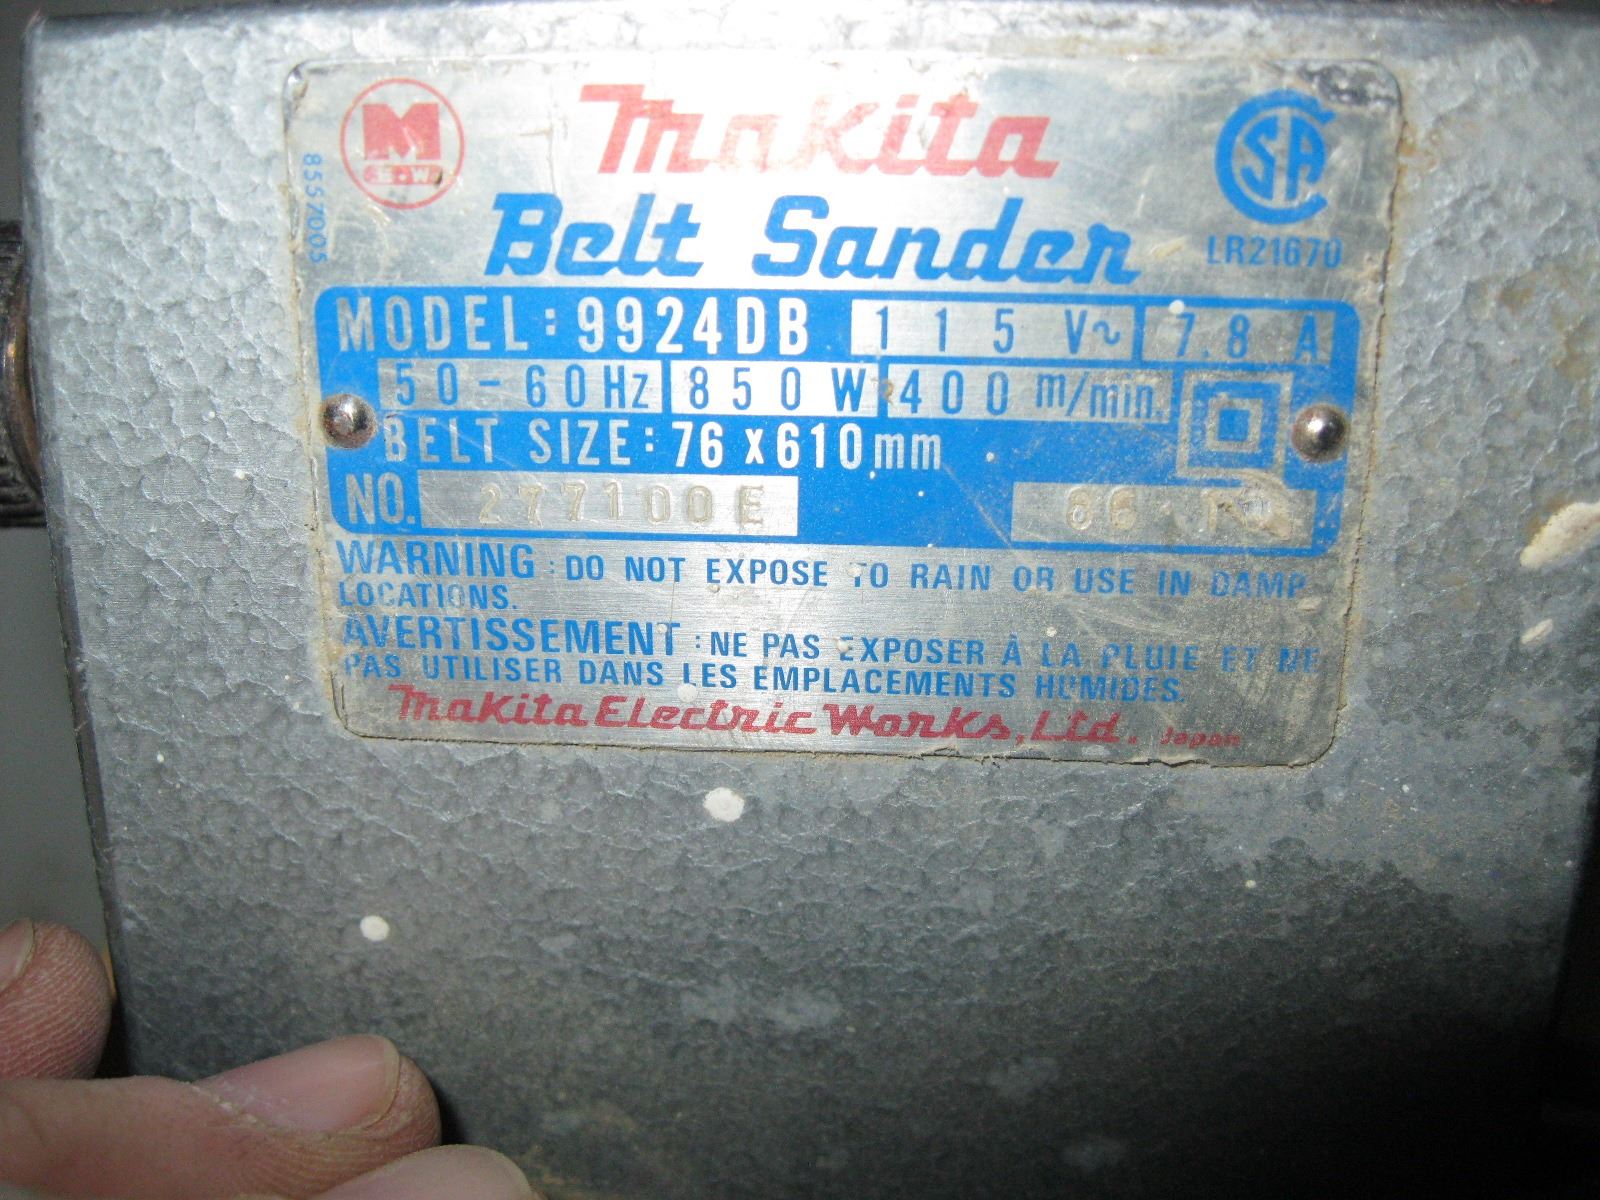 M
Makita
CSA
8557005
Belt Sander
LR21670
MODEL: 9924DB 115 V~ 7.8 A
50-60Hz 850 W 400 m/min.
BELT SIZE: 76 x 610 mm
NO. 277100E 86
WARNING : DO NOT EXPOSE TO RAIN OR USE IN DAMP
LOCATIONS.
AVERTISSEMENT : NE PAS EXPOSER À LA PLUIE ET NE
PAS UTILISER DANS LES EMPLACEMENTS HUMIDES.
Makita Electric Works, Ltd. Japan